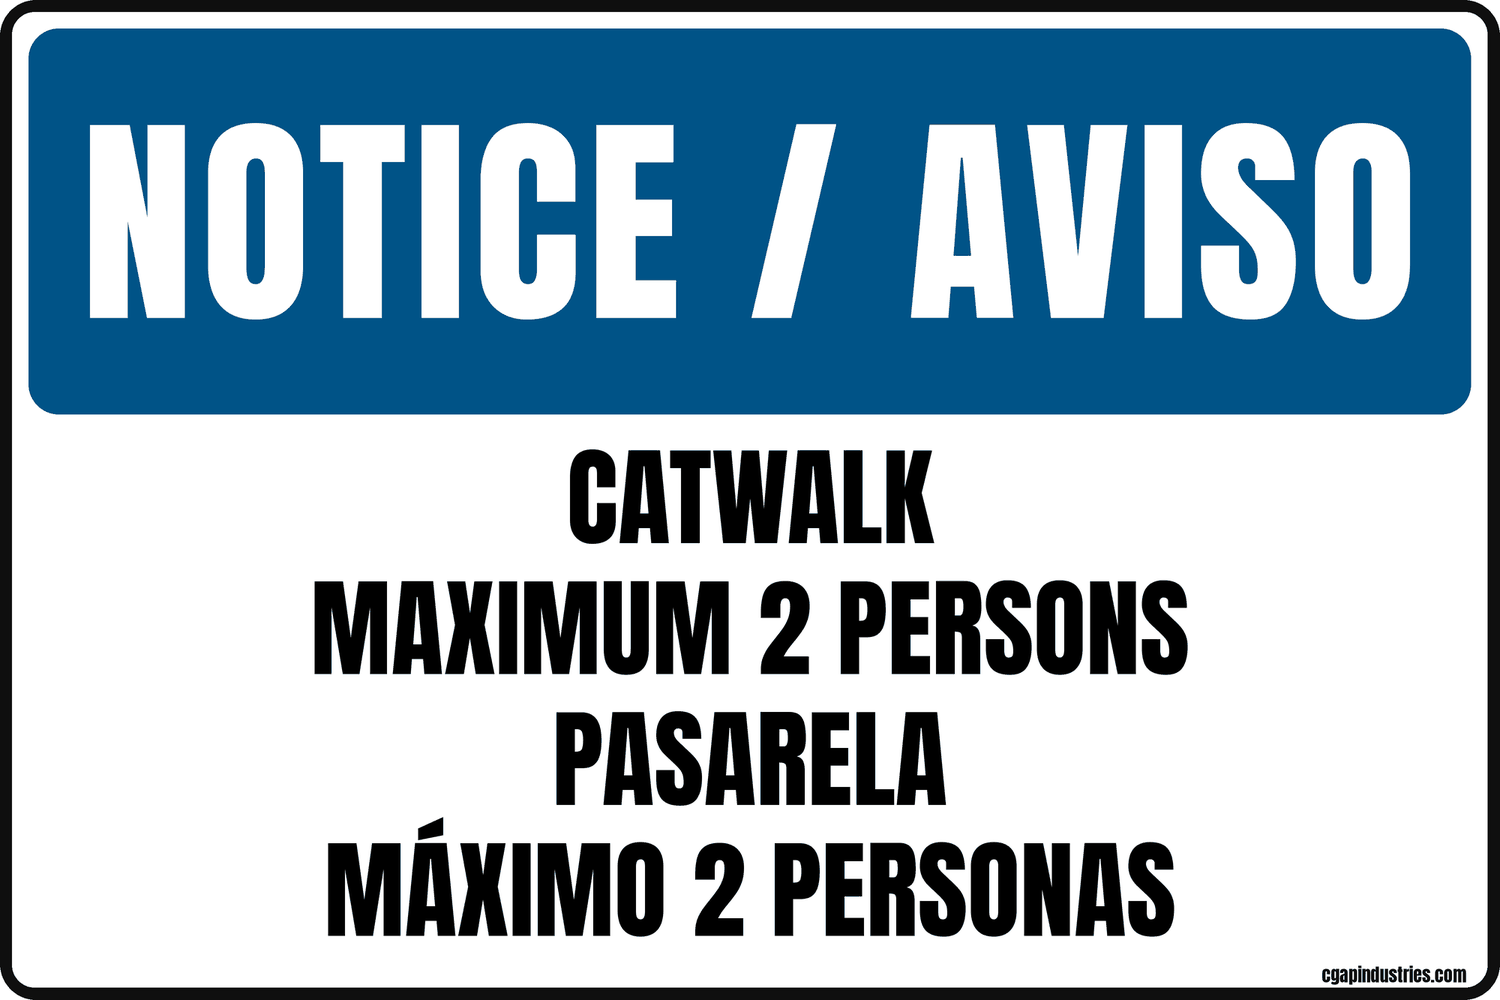 NOTICE / AVISO
CATWALK
MAXIMUM 2 PERSONS
PASARELA
MÁXIMO 2 PERSONAS
cgapindustries.com